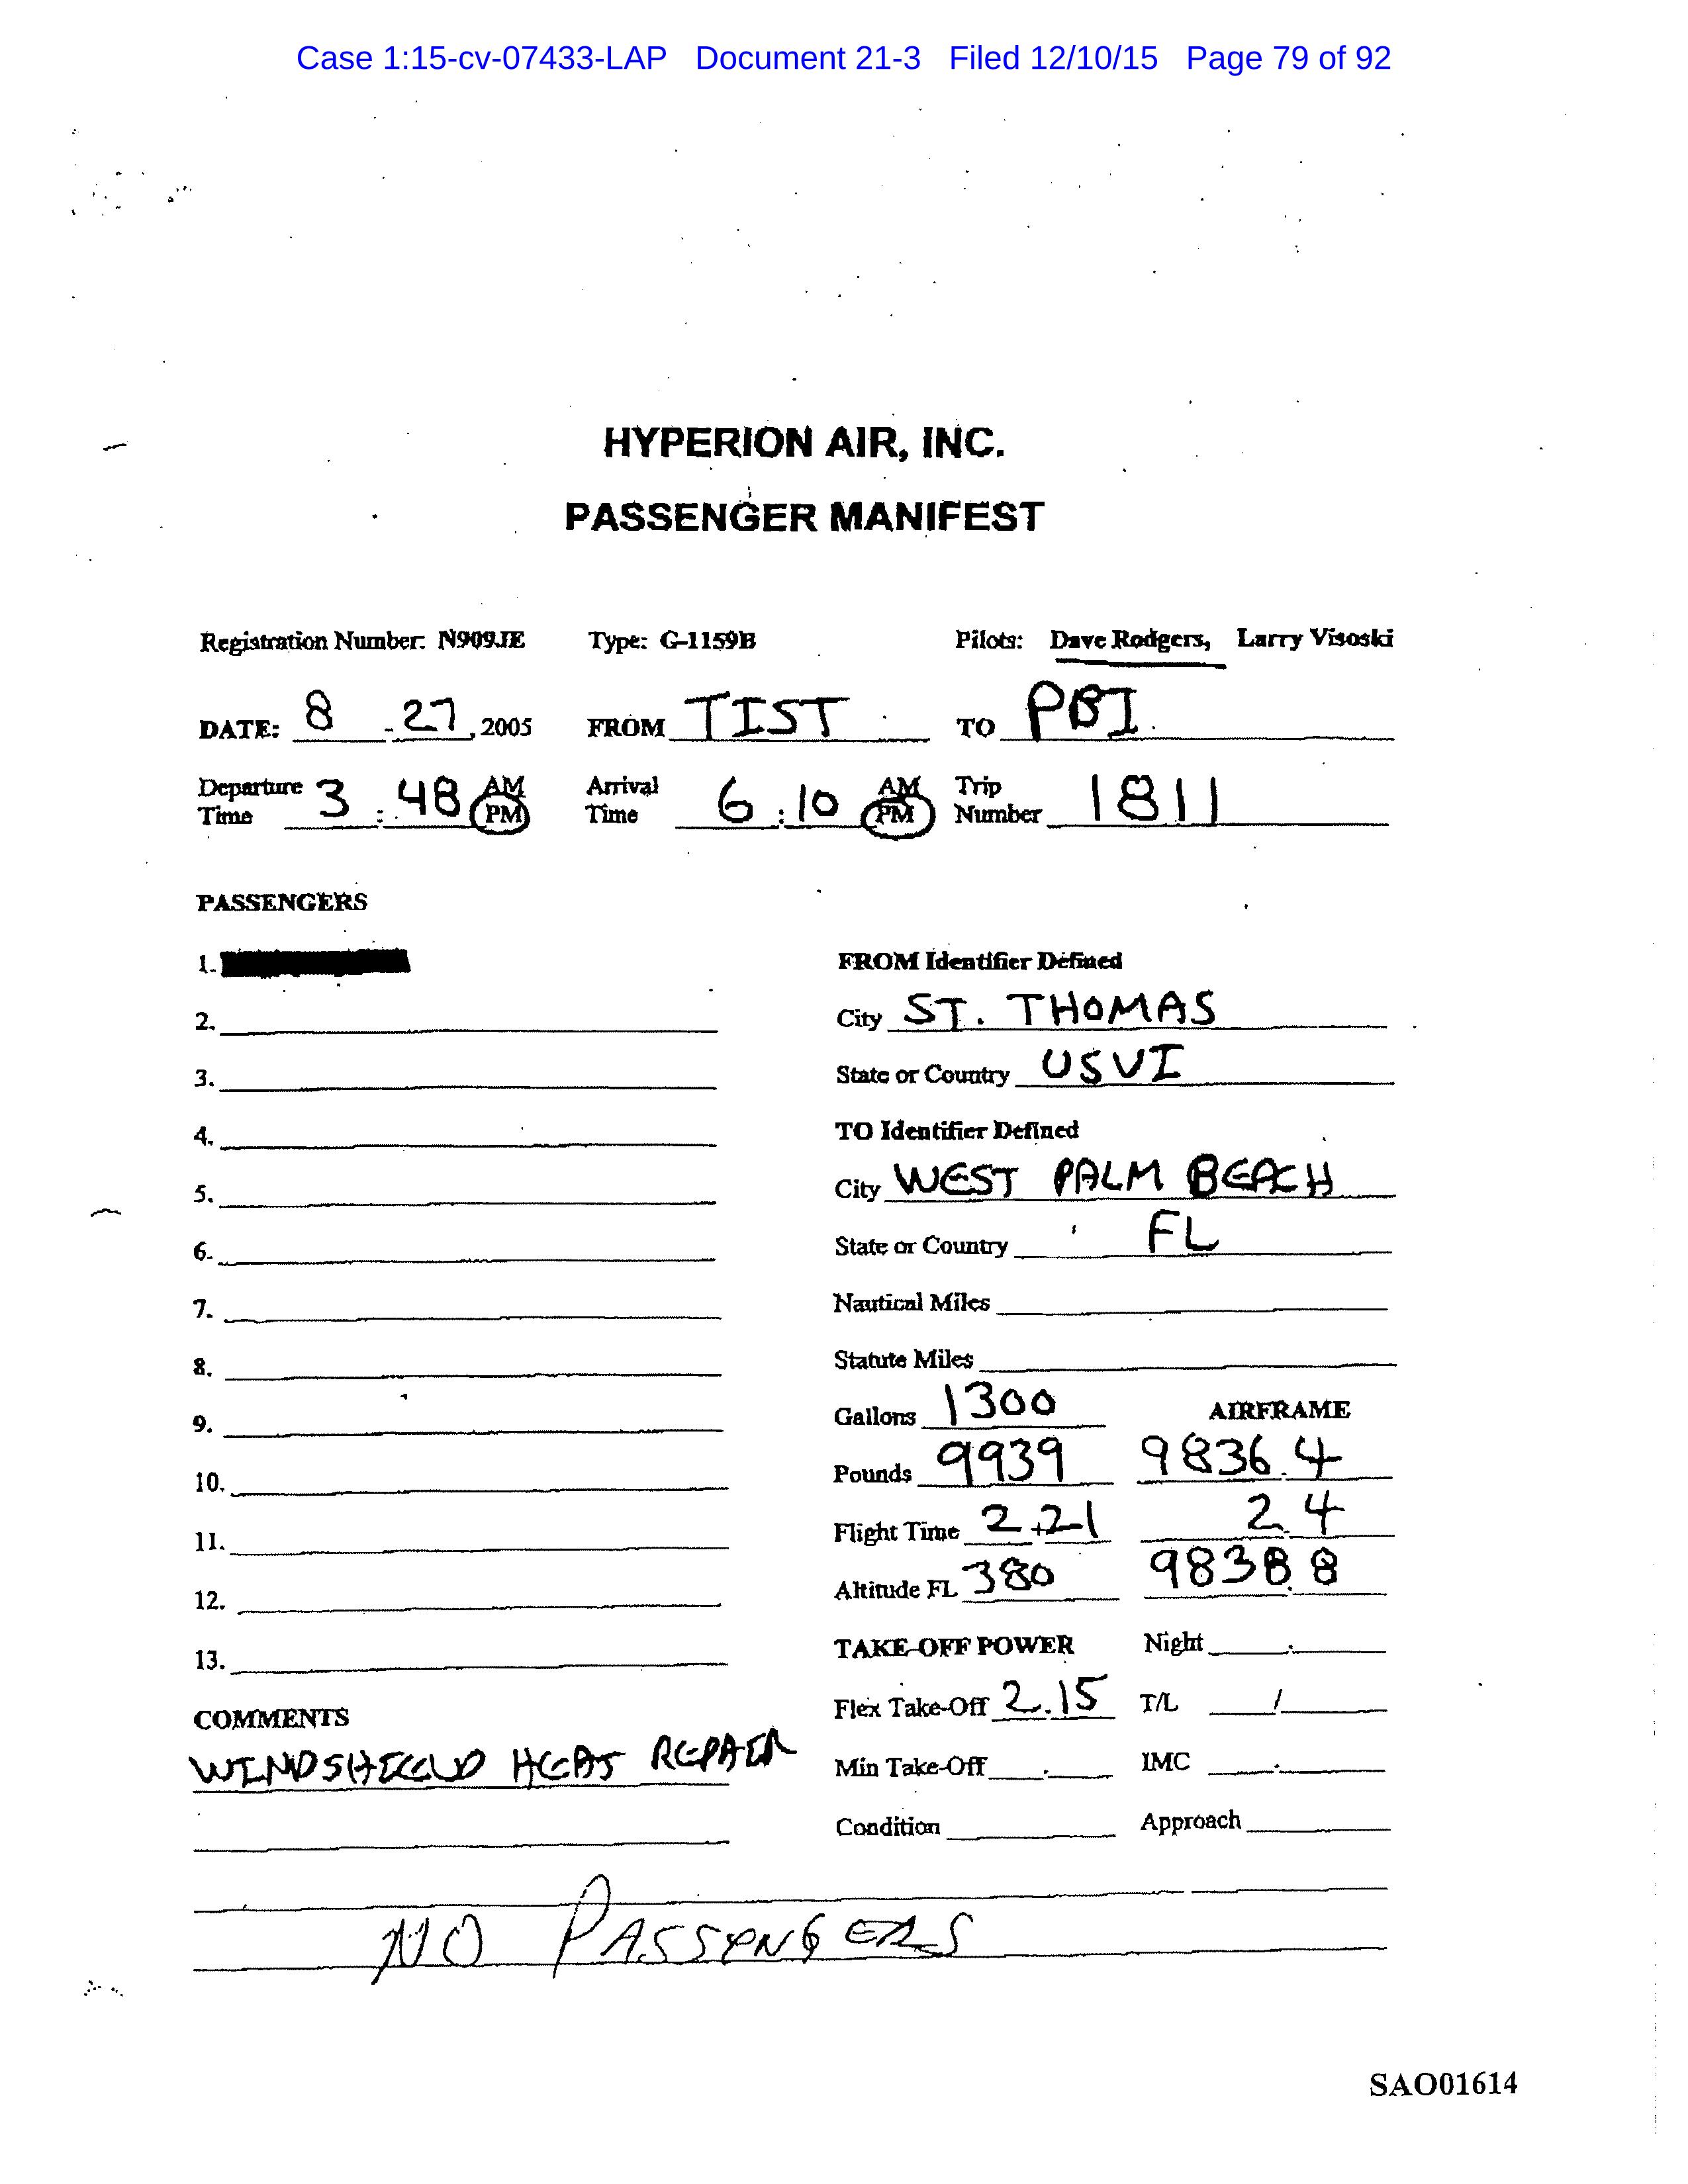 Case 1:15-cv-07433-LAP Document 21-3 Filed 12/10/15 Page 79 of 92
HYPERION AIR, INC.
PASSENGER MANIFEST
Registration Number: N909JE Type: G-1159B Pilots: Dave Rodgers, Larry Visoski
DATE: 8 - 27, 2005 FROM TIST TO PBI
Departure Time 3 : 48 AM PM Arrival Time 6 : 10 AM PM Trip Number 1811
PASSENGERS
1. FROM Identifier Defined
2. City ST. THOMAS
3. State or Country USVI
4. TO Identifier Defined
5. City WEST PALM BEACH
6. State or Country FL
7. Nautical Miles
8. Statute Miles
9. Gallons 1300 AIRFRAME
10. Pounds 9939 9836.4
11. Flight Time 2+21 2.4
12. Altitude FL 380 9838.8
13. TAKE-OFF POWER Night .
COMMENTS Flex Take-Off 2.15 T/L /
WINDSHIELD HEAT REPAIR Min Take-Off . IMC .
Condition Approach
NO PASSENGERS
SAO01614